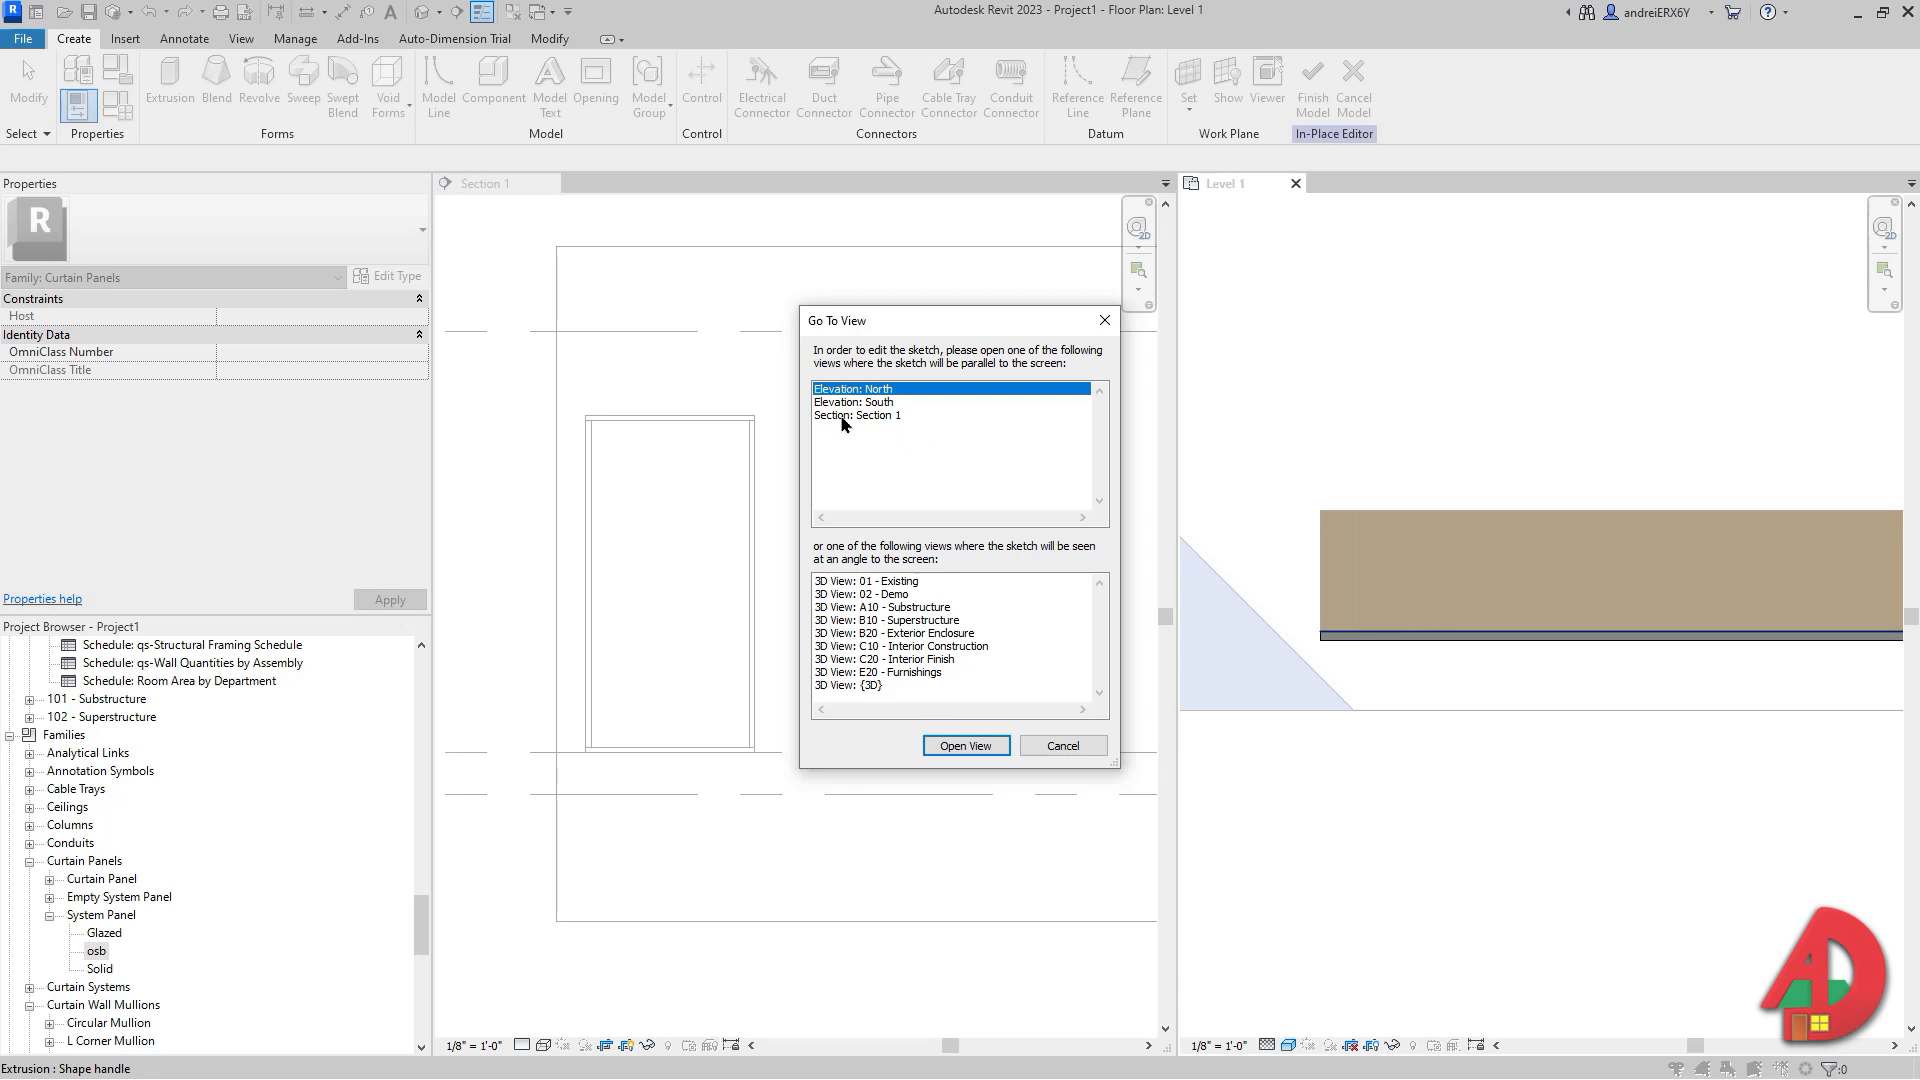 Autodesk Revit 2023 - Project1 - Floor Plan: Level 1
andreiERX6Y
File
Create
Insert
Annotate
View
Manage
Add-Ins
Auto-Dimension Trial
Modify
Modify
Extrusion
Blend
Revolve
Sweep
Swept
Blend
Void
Forms
Model
Line
Component
Model
Text
Opening
Model
Group
Control
Electrical
Connector
Duct
Connector
Pipe
Connector
Cable Tray
Connector
Conduit
Connector
Reference
Line
Reference
Plane
Set
Show
Viewer
Finish
Model
Cancel
Model
Select
Properties
Forms
Model
Control
Connectors
Datum
Work Plane
In-Place Editor
Properties
R
Family: Curtain Panels
Edit Type
Constraints
Host
Identity Data
OmniClass Number
OmniClass Title
Properties help
Apply
Project Browser - Project1
Schedule: qs-Structural Framing Schedule
Schedule: qs-Wall Quantities by Assembly
Schedule: Room Area by Department
101 - Substructure
102 - Superstructure
Families
Analytical Links
Annotation Symbols
Cable Trays
Ceilings
Columns
Conduits
Curtain Panels
Curtain Panel
Empty System Panel
System Panel
Glazed
osb
Solid
Curtain Systems
Curtain Wall Mullions
Circular Mullion
L Corner Mullion
Section 1
Level 1
2D
2D
Go To View
In order to edit the sketch, please open one of the following
views where the sketch will be parallel to the screen:
Elevation: North
Elevation: South
Section: Section 1
or one of the following views where the sketch will be seen
at an angle to the screen:
3D View: 01 - Existing
3D View: 02 - Demo
3D View: A10 - Substructure
3D View: B10 - Superstructure
3D View: B20 - Exterior Enclosure
3D View: C10 - Interior Construction
3D View: C20 - Interior Finish
3D View: E20 - Furnishings
3D View: {3D}
Open View
Cancel
1/8" = 1'-0"
1/8" = 1'-0"
Extrusion : Shape handle
:0